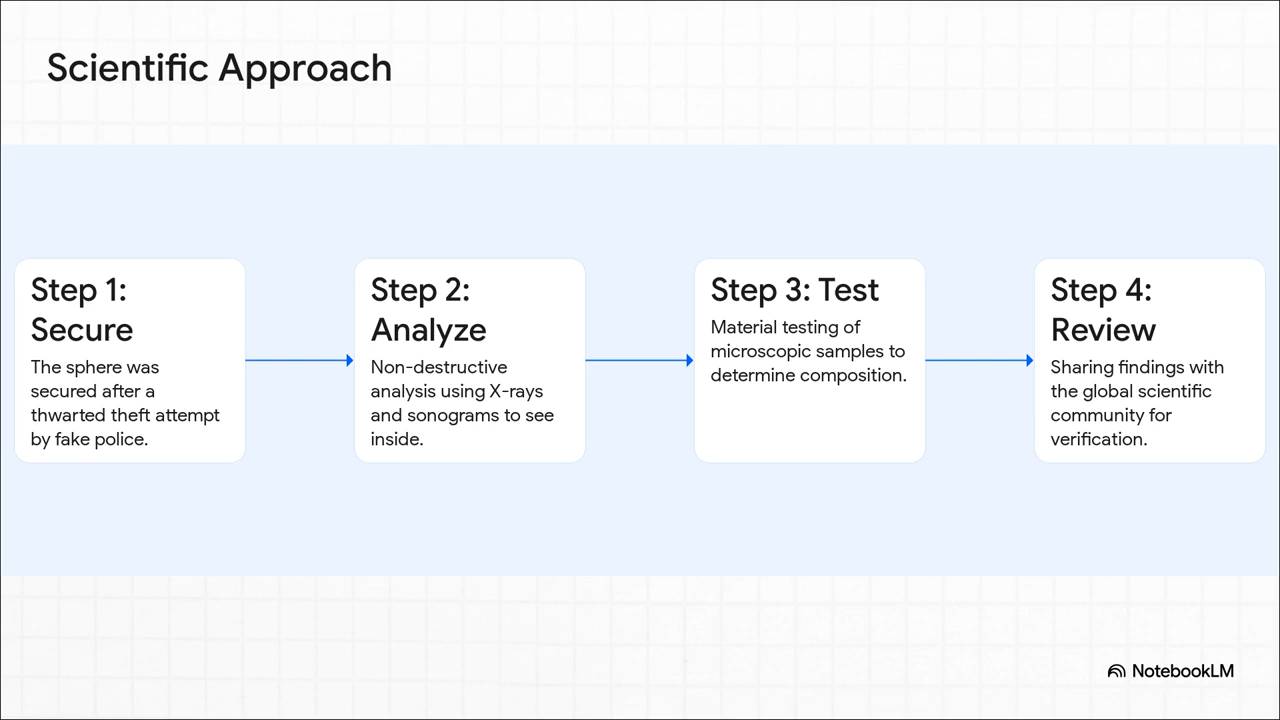 Scientific Approach
Step 1:
Secure
The sphere was
secured after a
thwarted theft attempt
by fake police.
Step 2:
Analyze
Non-destructive
analysis using X-rays
and sonograms to see
inside.
Step 3: Test
Material testing of
microscopic samples to
determine composition.
Step 4:
Review
Sharing findings with
the global scientific
community for
verification.
NotebookLM